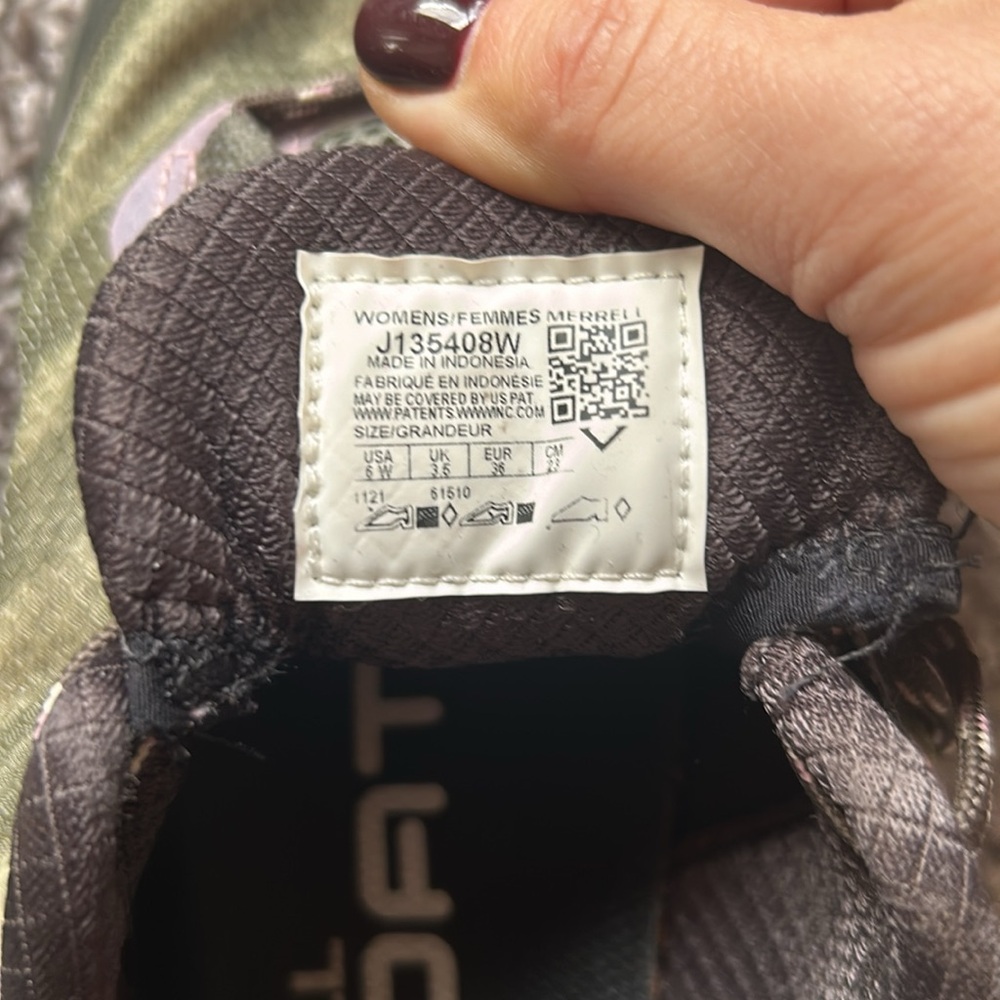 WOMENS/FEMMES MERRELL
J135408W
MADE IN INDONESIA
FABRIQUÉ EN INDONÉSIE
MAY BE COVERED BY US PAT.
WWW.PATENTS.WWWINC.COM
SIZE/GRANDEUR
USA UK EUR CM
6 W 3.5 36 23
1121 61510